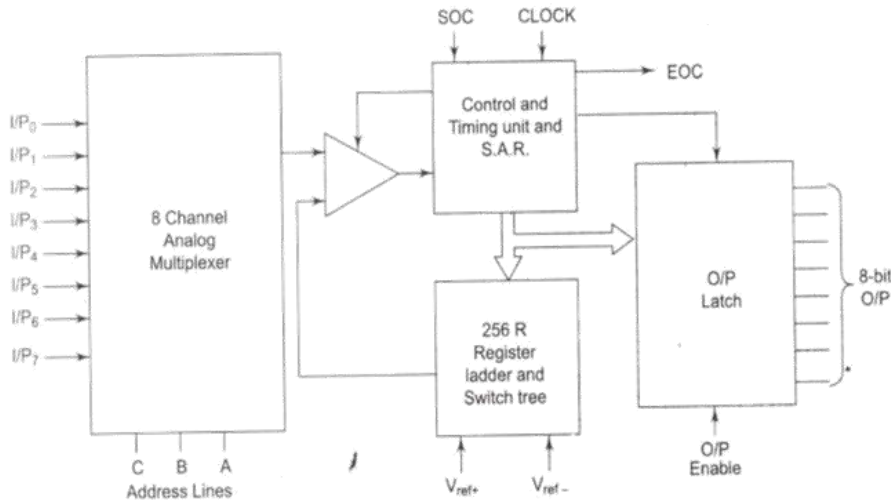 SOC CLOCK
EOC
Control and
Timing unit and
S.A.R.
I/P0
I/P1
I/P2
I/P3
I/P4
I/P5
I/P6
I/P7
8 Channel
Analog
Multiplexer
O/P
Latch
8-bit
O/P
256 R
Register
ladder and
Switch tree
C B A
Address Lines
Vref+ Vref –
O/P
Enable